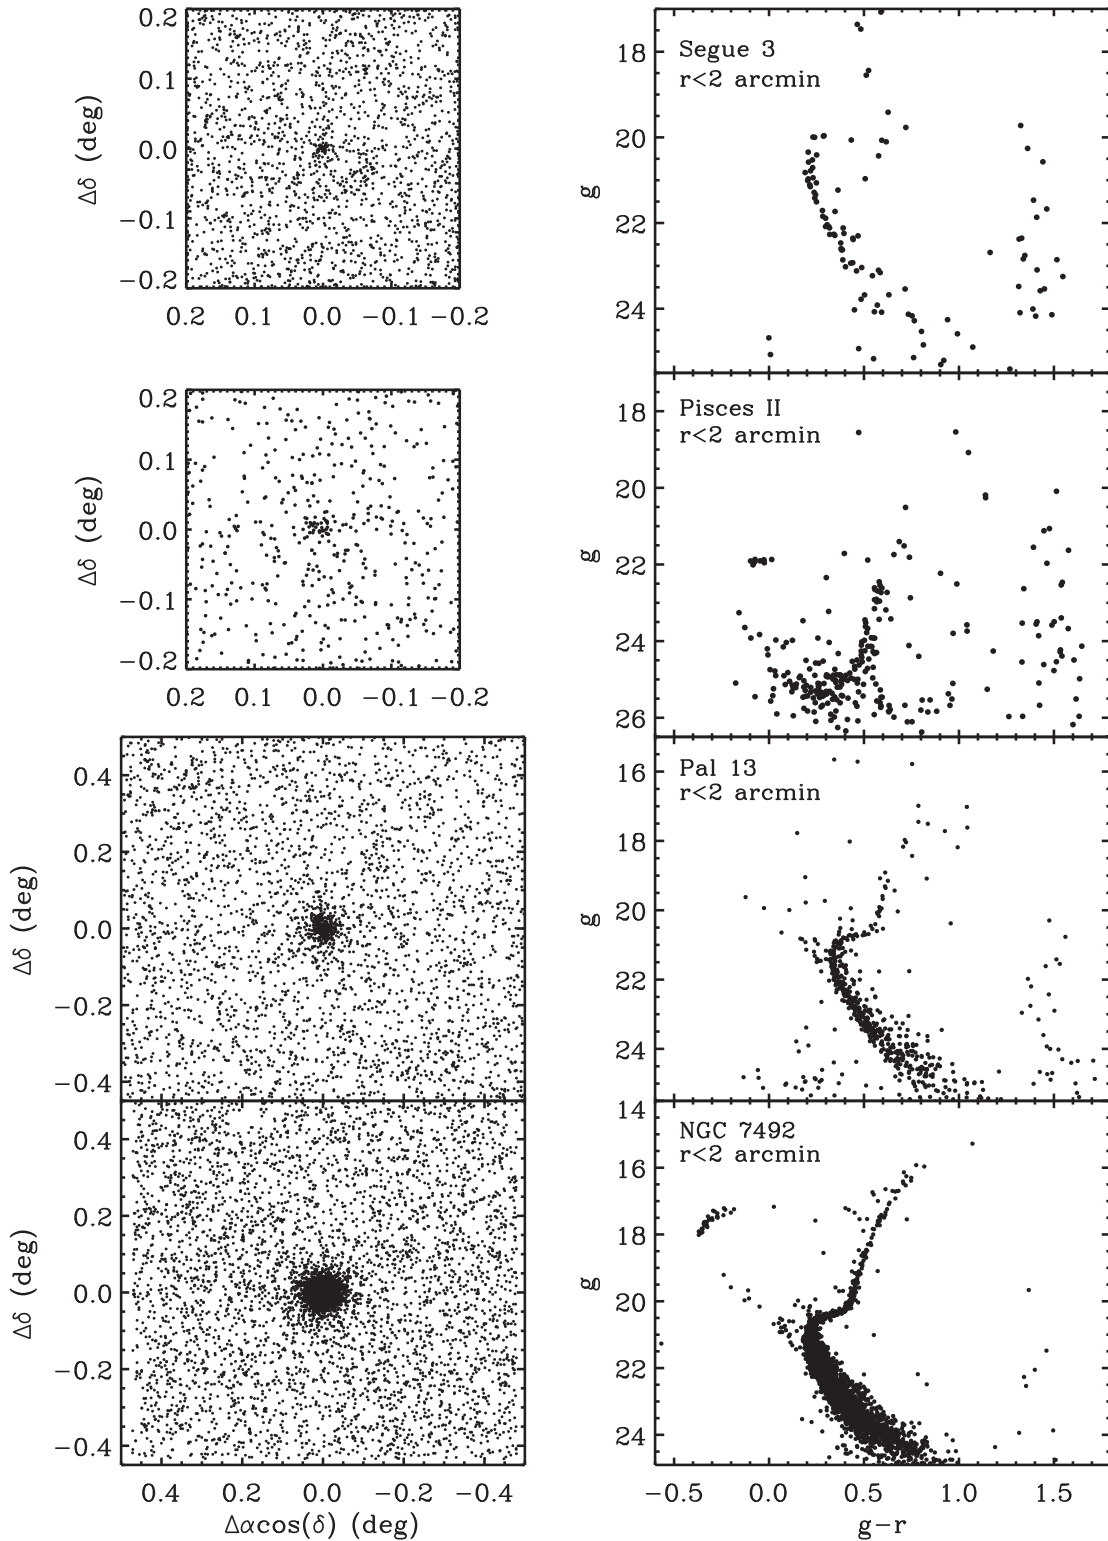 0.2
0.1
0.0
−0.1
−0.2
Δδ (deg)
0.2 0.1 0.0 −0.1 −0.2
Segue 3
r<2 arcmin
18
20
22
24
g
0.2
0.1
0.0
−0.1
−0.2
Δδ (deg)
0.2 0.1 0.0 −0.1 −0.2
Pisces II
r<2 arcmin
18
20
22
24
26
g
0.4
0.2
0.0
−0.2
−0.4
Δδ (deg)
Pal 13
r<2 arcmin
16
18
20
22
24
g
0.4
0.2
0.0
−0.2
−0.4
Δδ (deg)
0.4 0.2 0.0 −0.2 −0.4
Δαcos(δ) (deg)
NGC 7492
r<2 arcmin
14
16
18
20
22
24
g
−0.5 0.0 0.5 1.0 1.5
g−r